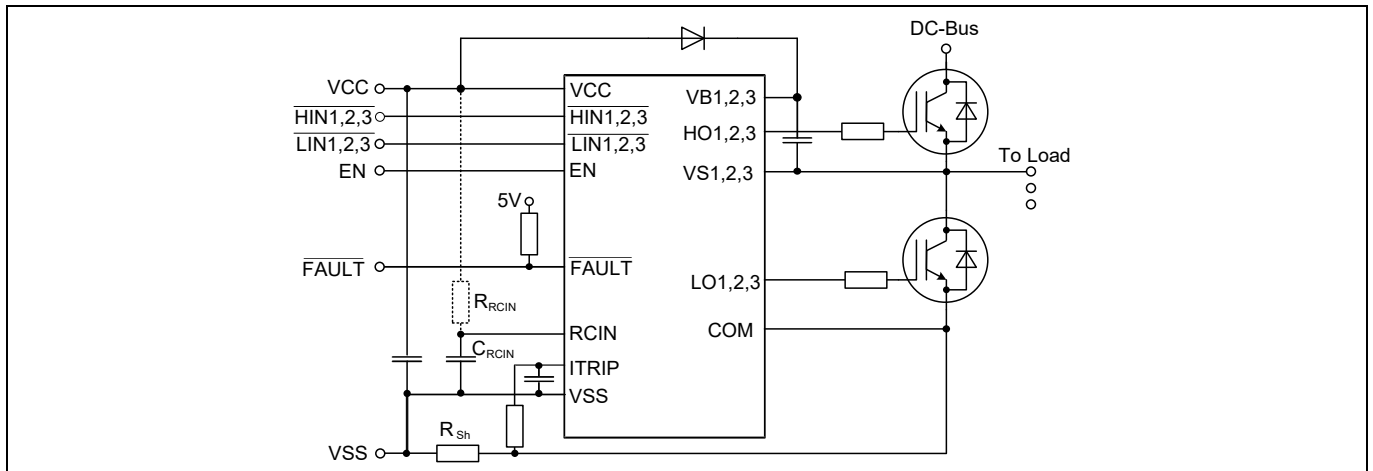 DC-Bus
VCC
VCC
VB1,2,3
HIN1,2,3
HIN1,2,3
HO1,2,3
LIN1,2,3
LIN1,2,3
To Load
EN
EN
VS1,2,3
5V
FAULT
FAULT
LO1,2,3
RRCIN
RCIN
COM
CRCIN
ITRIP
VSS
RSh
VSS